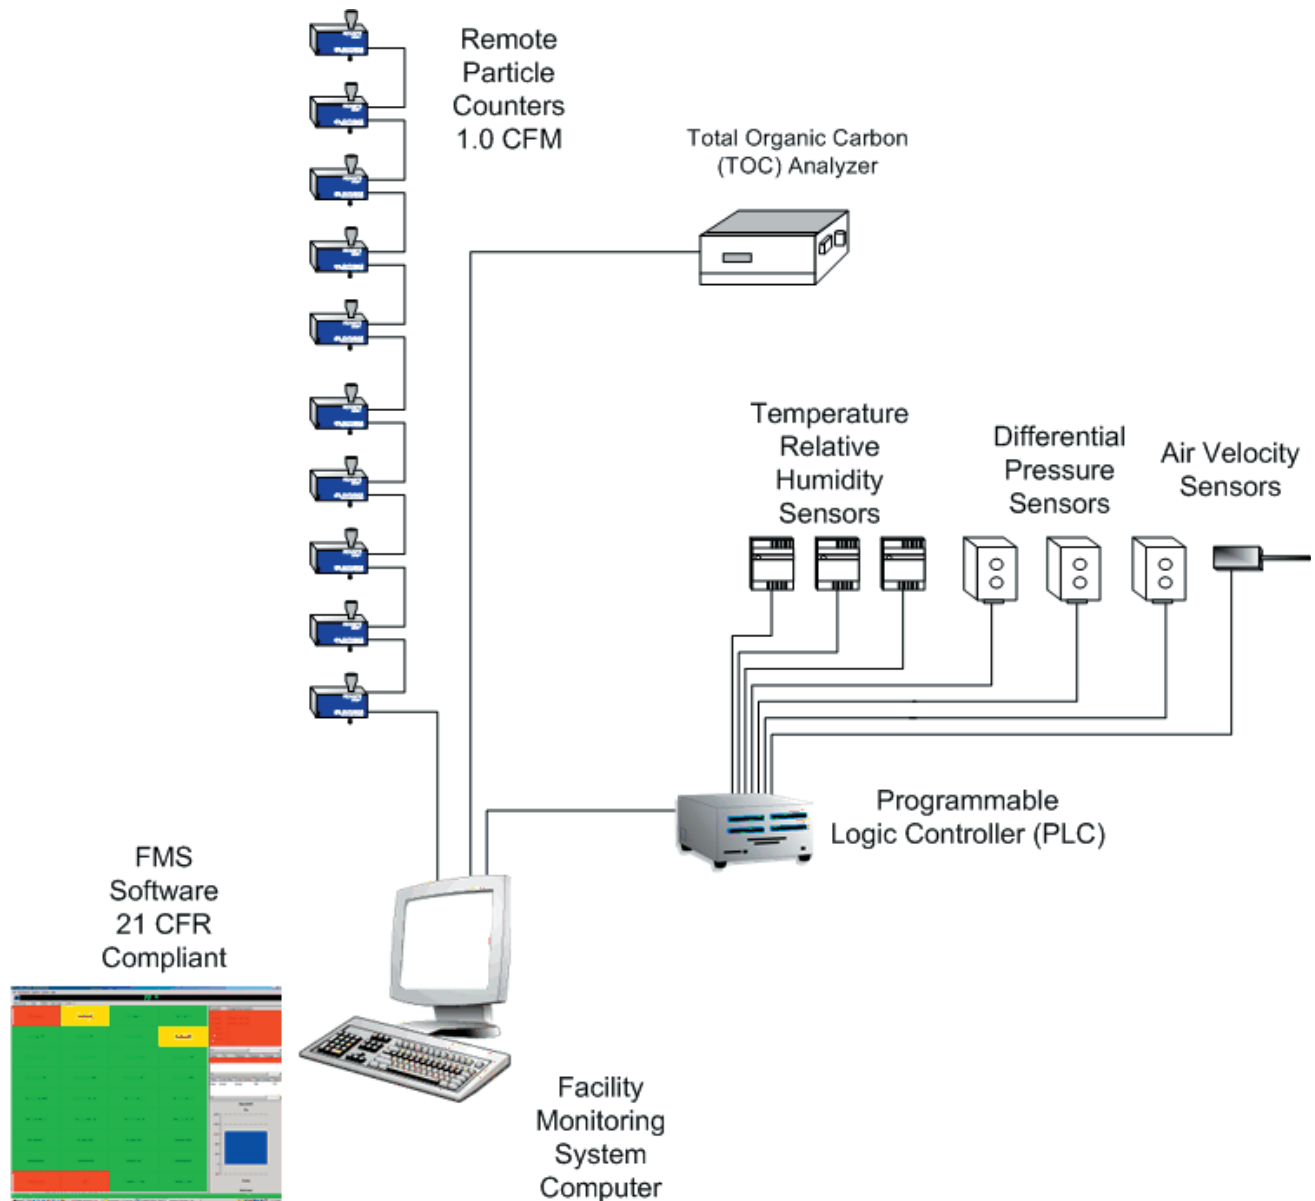 Remote
Particle
Counters
1.0 CFM
Total Organic Carbon
(TOC) Analyzer
Temperature
Relative
Humidity
Sensors
Differential
Pressure
Sensors
Air Velocity
Sensors
Programmable
Logic Controller (PLC)
FMS
Software
21 CFR
Compliant
Facility
Monitoring
System
Computer